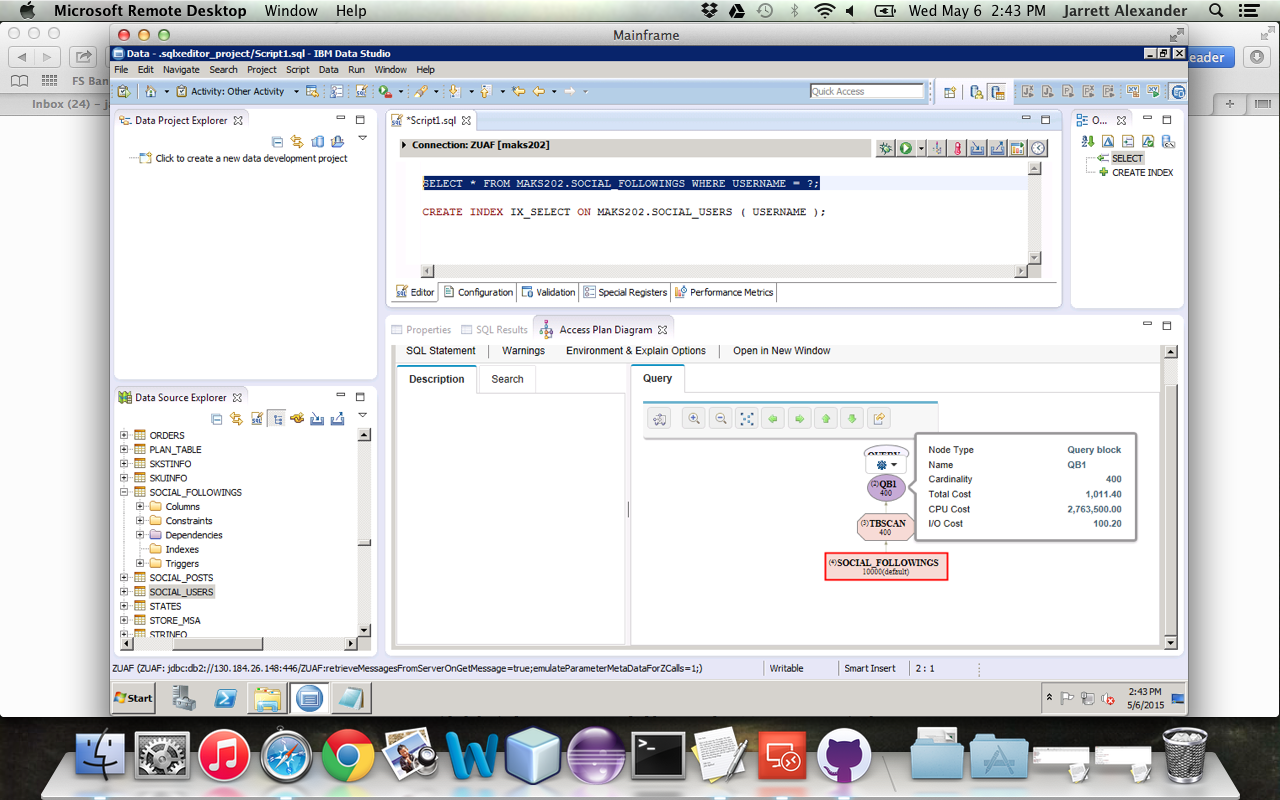 Microsoft Remote Desktop Window Help Wed May 6 2:43 PM Jarrett Alexander
Mainframe
Data - .sqlxeditor_project/Script1.sql - IBM Data Studio
File Edit Navigate Search Project Script Data Run Window Help
eader
FS Ban
Activity: Other Activity
Quick Access
Inbox (24) - j
Data Project Explorer
Click to create a new data development project
*Script1.sql
Connection: ZUAF [maks202]
SELECT * FROM MAKS202.SOCIAL_FOLLOWINGS WHERE USERNAME = ?;
CREATE INDEX IX_SELECT ON MAKS202.SOCIAL_USERS ( USERNAME );
Editor Configuration Validation Special Registers Performance Metrics
O...
SELECT
CREATE INDEX
Data Source Explorer
ORDERS
PLAN_TABLE
SKSTINFO
SKUINFO
SOCIAL_FOLLOWINGS
Columns
Constraints
Dependencies
Indexes
Triggers
SOCIAL_POSTS
SOCIAL_USERS
STATES
STORE_MSA
STRINFO
Properties SQL Results Access Plan Diagram
SQL Statement Warnings Environment & Explain Options Open in New Window
Description Search
Query
QUERY
(2)QB1
400
(3)TBSCAN
400
(4)SOCIAL_FOLLOWINGS
10000(default)
Node Type Query block
Name QB1
Cardinality 400
Total Cost 1,011.40
CPU Cost 2,763,500.00
I/O Cost 100.20
ZUAF (ZUAF: jdbc:db2://130.184.26.148:446/ZUAF:retrieveMessagesFromServerOnGetMessage=true;emulateParameterMetaDataForZCalls=1;) Writable Smart Insert 2 : 1
Start
2:43 PM
5/6/2015